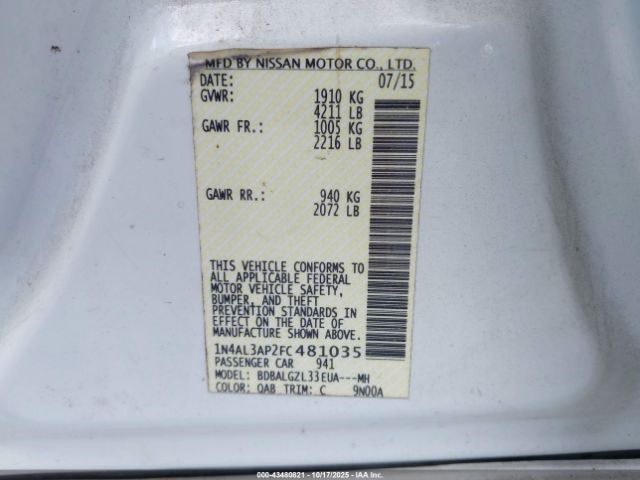 MFD BY NISSAN MOTOR CO., LTD.
DATE: 07/15
GVWR: 1910 KG
4211 LB
GAWR FR.: 1005 KG
2216 LB
GAWR RR.: 940 KG
2072 LB
THIS VEHICLE CONFORMS TO
ALL APPLICABLE FEDERAL
MOTOR VEHICLE SAFETY,
BUMPER, AND THEFT
PREVENTION STANDARDS IN
EFFECT ON THE DATE OF
MANUFACTURE SHOWN ABOVE.
1N4AL3AP2FC481035
PASSENGER CAR 941
MODEL: BDBALGZL33EUA---MH
COLOR: QAB TRIM: C 9N00A
000-43480821 - 10/17/2025 - IAA Inc.